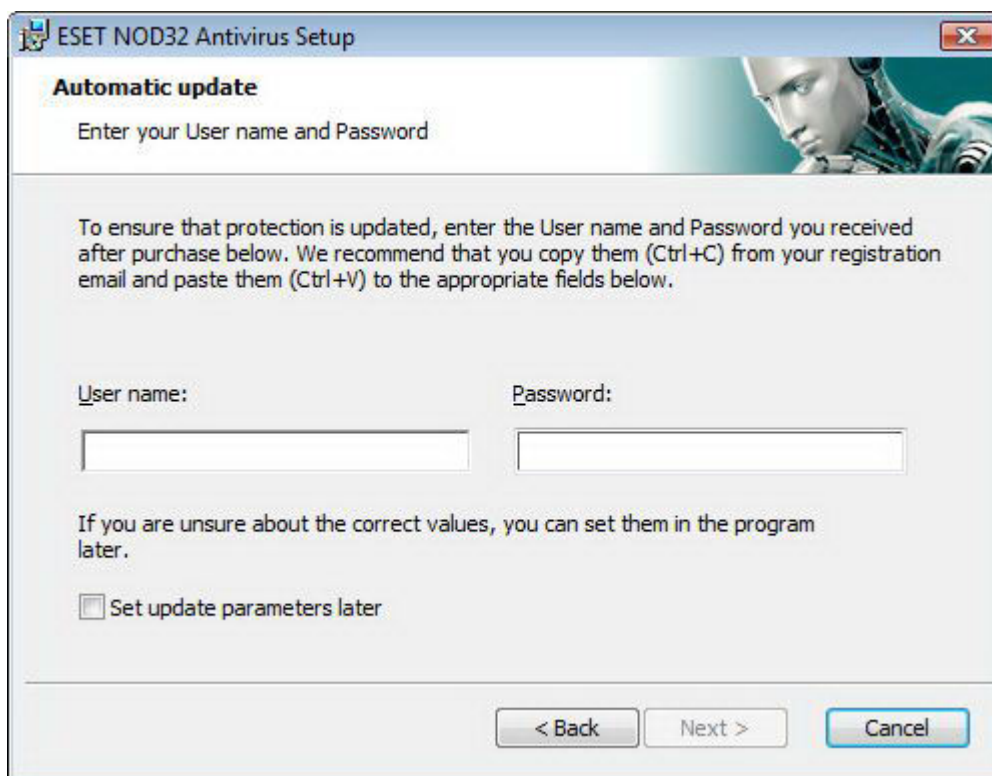 ESET NOD32 Antivirus Setup
Automatic update
Enter your User name and Password
To ensure that protection is updated, enter the User name and Password you received
after purchase below. We recommend that you copy them (Ctrl+C) from your registration
email and paste them (Ctrl+V) to the appropriate fields below.
User name:
Password:
If you are unsure about the correct values, you can set them in the program
later.
Set update parameters later
< Back
Next >
Cancel